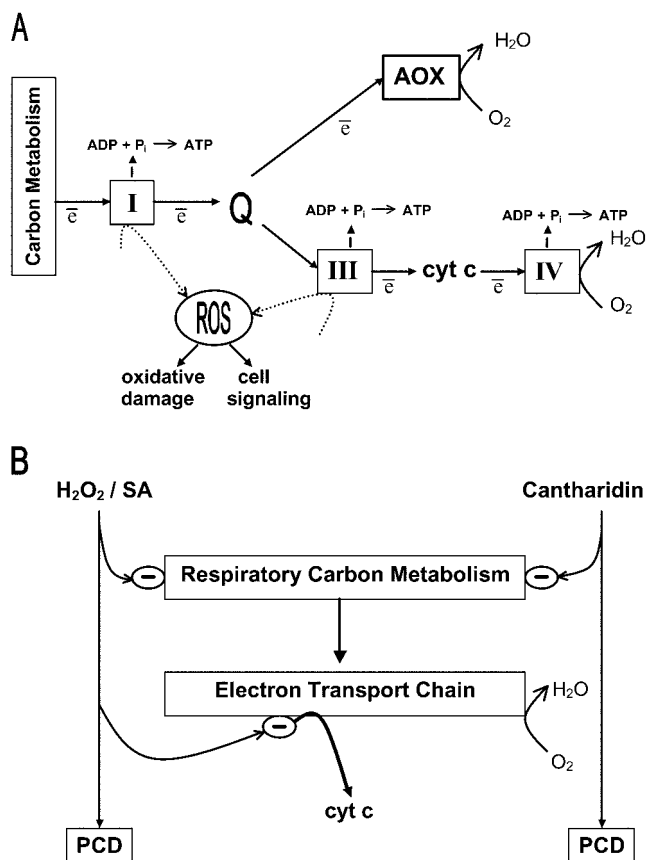 A
Carbon Metabolism
e̅
I
ADP + Pi → ATP
e̅
Q
e̅
AOX
H2O
O2
III
ADP + Pi → ATP
e̅
cyt c
e̅
IV
ADP + Pi → ATP
H2O
O2
ROS
oxidative
damage
cell
signaling
B
H2O2 / SA
Cantharidin
− Respiratory Carbon Metabolism −
Electron Transport Chain
H2O
O2
−
cyt c
PCD
PCD